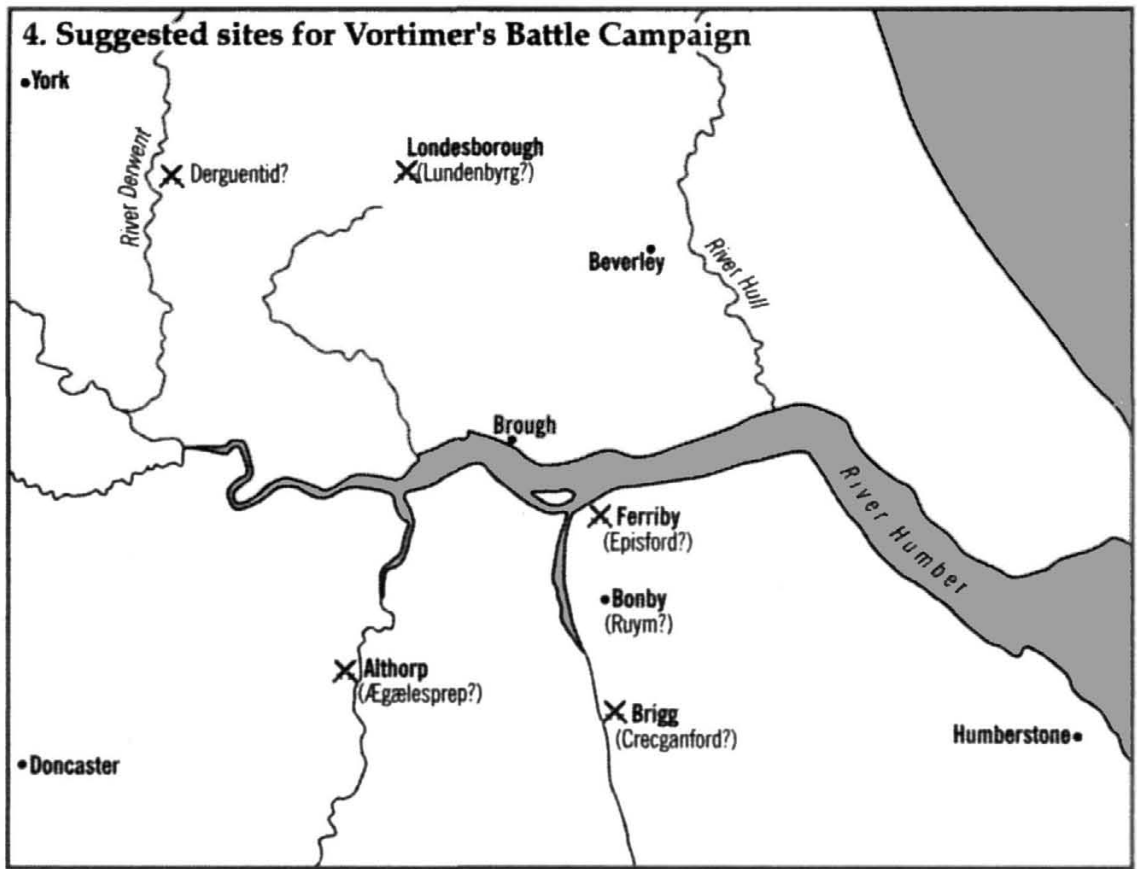 4. Suggested sites for Vortimer's Battle Campaign
York
River Derwent
Derguentid?
Londesborough
(Lundenbyrg?)
Beverley
River Hull
Brough
River Humber
Ferriby
(Episford?)
Bonby
(Ruym?)
Althorp
(Ægælesprep?)
Brigg
(Crecganford?)
Humberstone
Doncaster